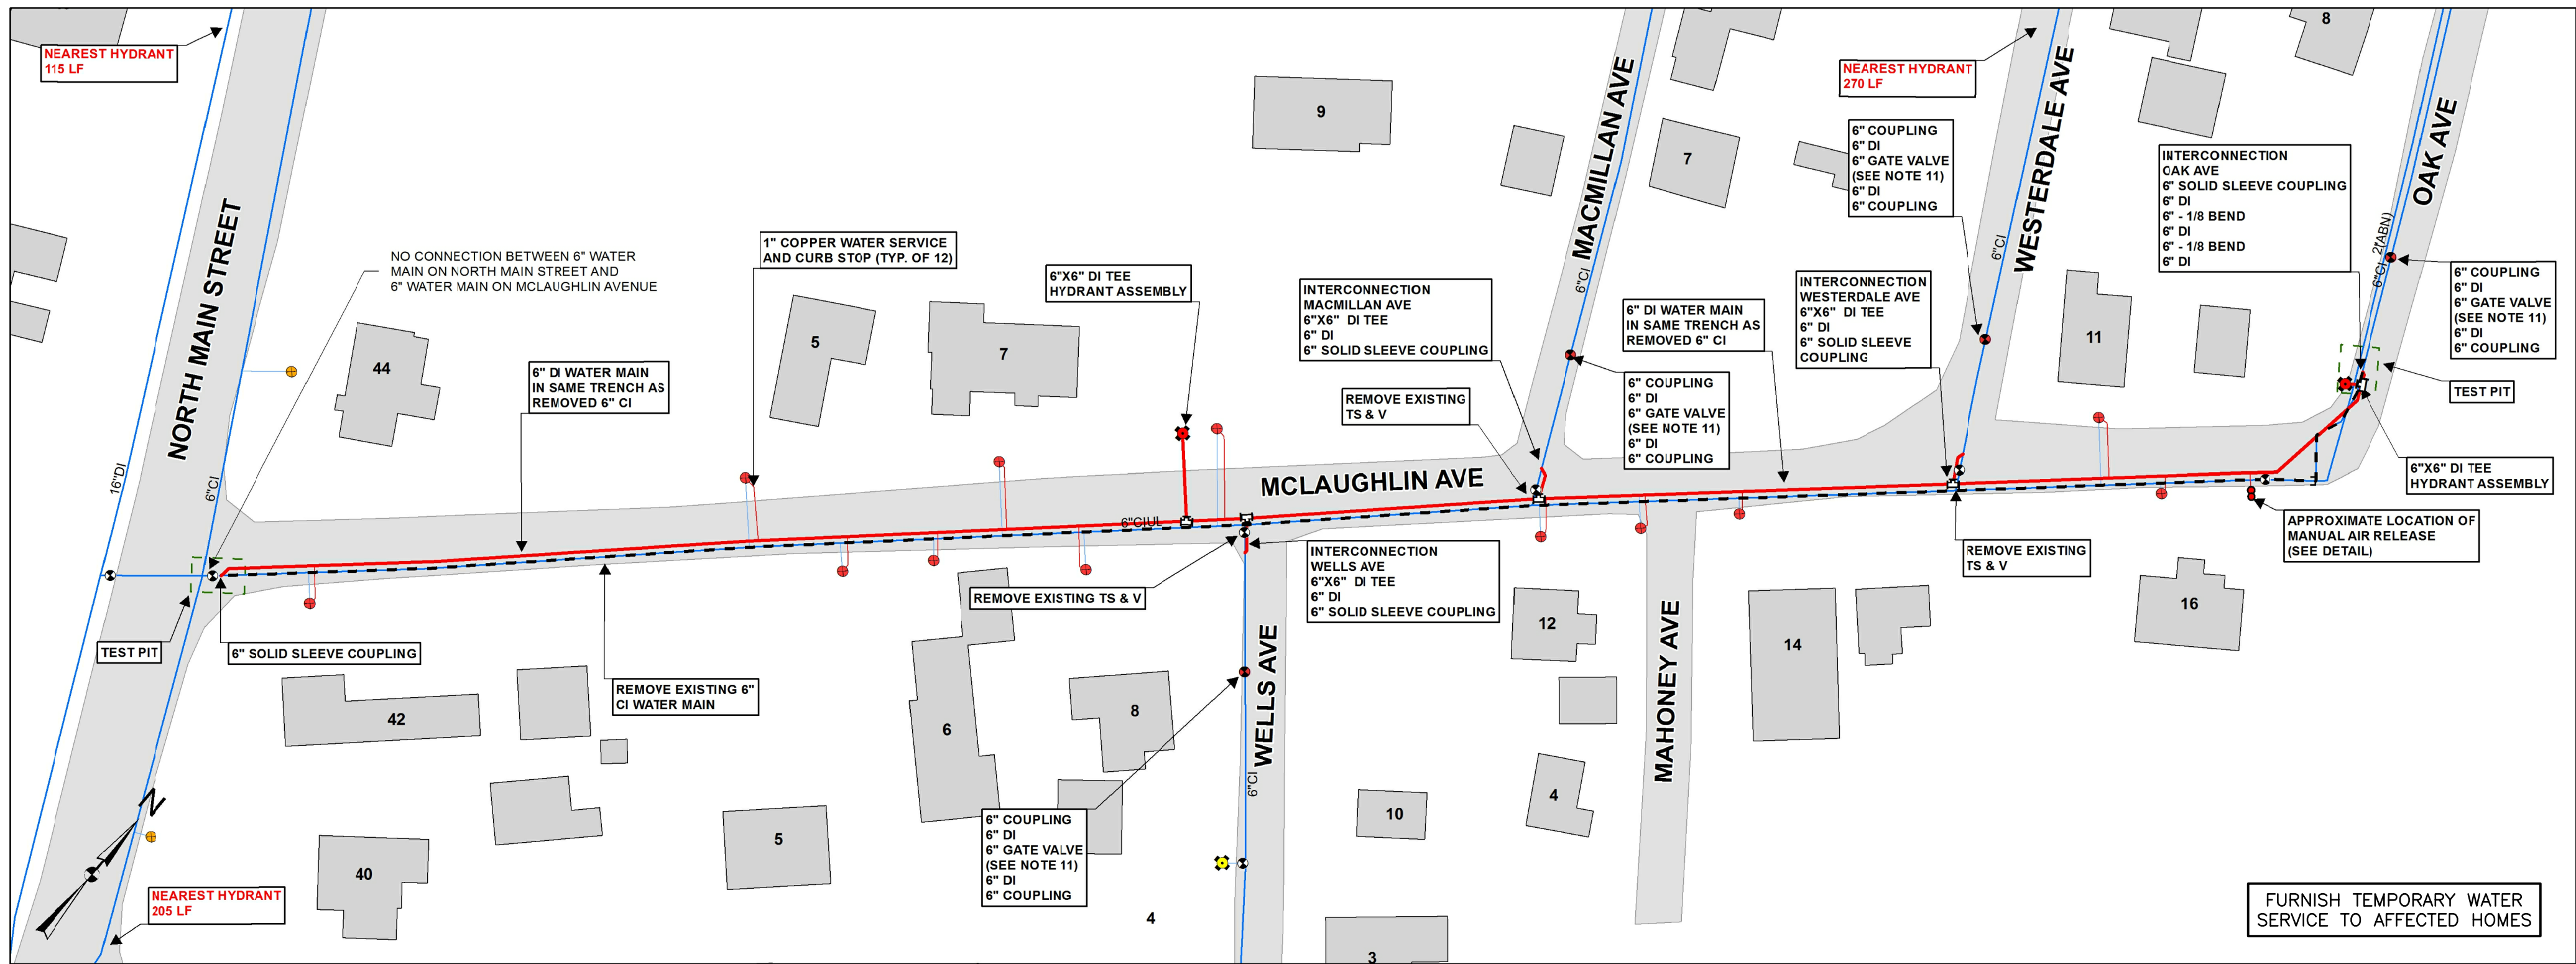 NEAREST HYDRANT
115 LF
NORTH MAIN STREET
16"DI
6"CI
NO CONNECTION BETWEEN 6" WATER
MAIN ON NORTH MAIN STREET AND
6" WATER MAIN ON MCLAUGHLIN AVENUE
44
6" DI WATER MAIN
IN SAME TRENCH AS
REMOVED 6" CI
1" COPPER WATER SERVICE
AND CURB STOP (TYP. OF 12)
5
7
6"X6" DI TEE
HYDRANT ASSEMBLY
9
INTERCONNECTION
MACMILLAN AVE
6"X6" DI TEE
6" DI
6" SOLID SLEEVE COUPLING
REMOVE EXISTING
TS & V
MACMILLAN AVE
6"CI
7
6" COUPLING
6" DI
6" GATE VALVE
(SEE NOTE 11)
6" DI
6" COUPLING
6" DI WATER MAIN
IN SAME TRENCH AS
REMOVED 6" CI
NEAREST HYDRANT
270 LF
6" COUPLING
6" DI
6" GATE VALVE
(SEE NOTE 11)
6" DI
6" COUPLING
INTERCONNECTION
WESTERDALE AVE
6"X6" DI TEE
6" DI
6" SOLID SLEEVE
COUPLING
6"CI
WESTERDALE AVE
11
8
INTERCONNECTION
OAK AVE
6" SOLID SLEEVE COUPLING
6" DI
6" - 1/8 BEND
6" DI
6" - 1/8 BEND
6" DI
OAK AVE
6"CI
2"(ABN)
6" COUPLING
6" DI
6" GATE VALVE
(SEE NOTE 11)
6" DI
6" COUPLING
TEST PIT
6"X6" DI TEE
HYDRANT ASSEMBLY
APPROXIMATE LOCATION OF
MANUAL AIR RELEASE
(SEE DETAIL)
MCLAUGHLIN AVE
6"CIUL
TEST PIT
6" SOLID SLEEVE COUPLING
REMOVE EXISTING 6"
CI WATER MAIN
REMOVE EXISTING TS & V
INTERCONNECTION
WELLS AVE
6"X6" DI TEE
6" DI
6" SOLID SLEEVE COUPLING
REMOVE EXISTING
TS & V
42
6
8
WELLS AVE
6"CI
12
MAHONEY AVE
14
16
N
5
40
6" COUPLING
6" DI
6" GATE VALVE
(SEE NOTE 11)
6" DI
6" COUPLING
10
4
NEAREST HYDRANT
205 LF
4
3
FURNISH TEMPORARY WATER
SERVICE TO AFFECTED HOMES